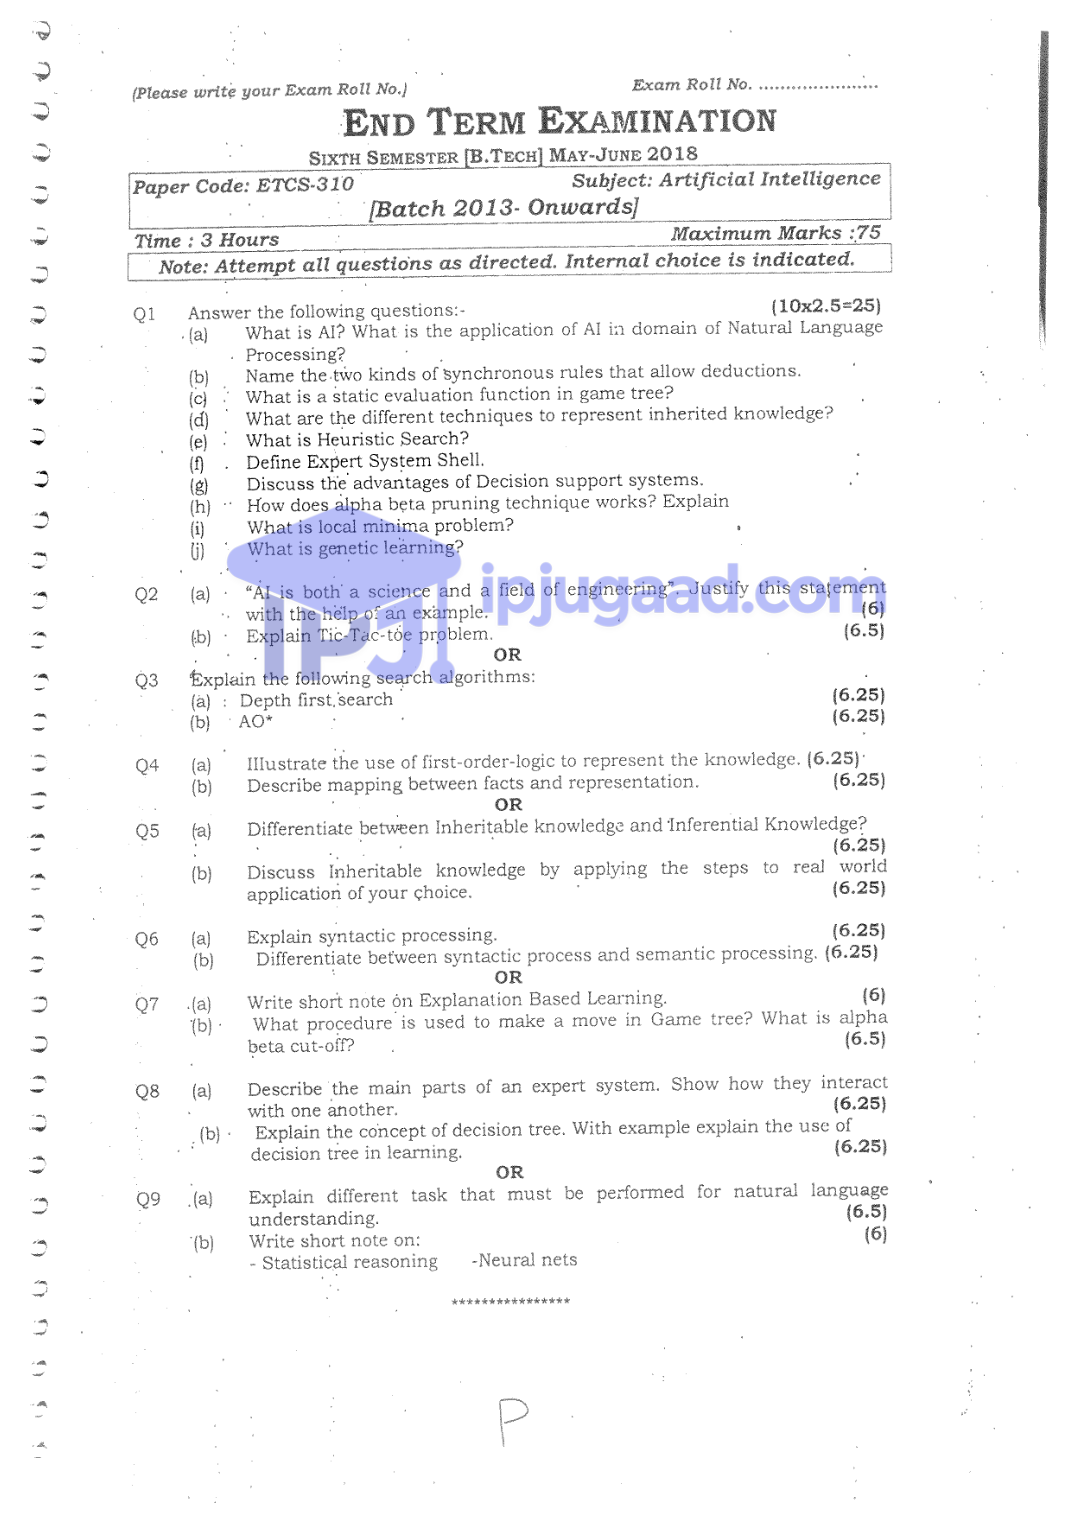 (Please write your Exam Roll No.) Exam Roll No. ......................
END TERM EXAMINATION
SIXTH SEMESTER [B.TECH] MAY-JUNE 2018
Paper Code: ETCS-310 Subject: Artificial Intelligence
[Batch 2013- Onwards]
Time : 3 Hours Maximum Marks :75
Note: Attempt all questions as directed. Internal choice is indicated.
Q1 Answer the following questions:- (10x2.5=25)
(a) What is AI? What is the application of AI in domain of Natural Language
Processing?
(b) Name the two kinds of synchronous rules that allow deductions.
(c) What is a static evaluation function in game tree?
(d) What are the different techniques to represent inherited knowledge?
(e) What is Heuristic Search?
(f) Define Expert System Shell.
(g) Discuss the advantages of Decision support systems.
(h) How does alpha beta pruning technique works? Explain
(i) What is local minima problem?
(j) What is genetic learning?
ipjugaad.com
IPJ
Q2 (a) "AI is both a science and a field of engineering". Justify this statement
with the help of an example. (6)
(b) Explain Tic-Tac-toe problem. (6.5)
OR
Q3 Explain the following search algorithms:
(a) Depth first search (6.25)
(b) AO* (6.25)
Q4 (a) Illustrate the use of first-order-logic to represent the knowledge. (6.25)
(b) Describe mapping between facts and representation. (6.25)
OR
Q5 (a) Differentiate between Inheritable knowledge and Inferential Knowledge?
(6.25)
(b) Discuss Inheritable knowledge by applying the steps to real world
application of your choice. (6.25)
Q6 (a) Explain syntactic processing. (6.25)
(b) Differentiate between syntactic process and semantic processing. (6.25)
OR
Q7 (a) Write short note on Explanation Based Learning. (6)
(b) What procedure is used to make a move in Game tree? What is alpha
beta cut-off? (6.5)
Q8 (a) Describe the main parts of an expert system. Show how they interact
with one another. (6.25)
(b) Explain the concept of decision tree. With example explain the use of
decision tree in learning. (6.25)
OR
Q9 (a) Explain different task that must be performed for natural language
understanding. (6.5)
(b) Write short note on: (6)
- Statistical reasoning -Neural nets
****************
P